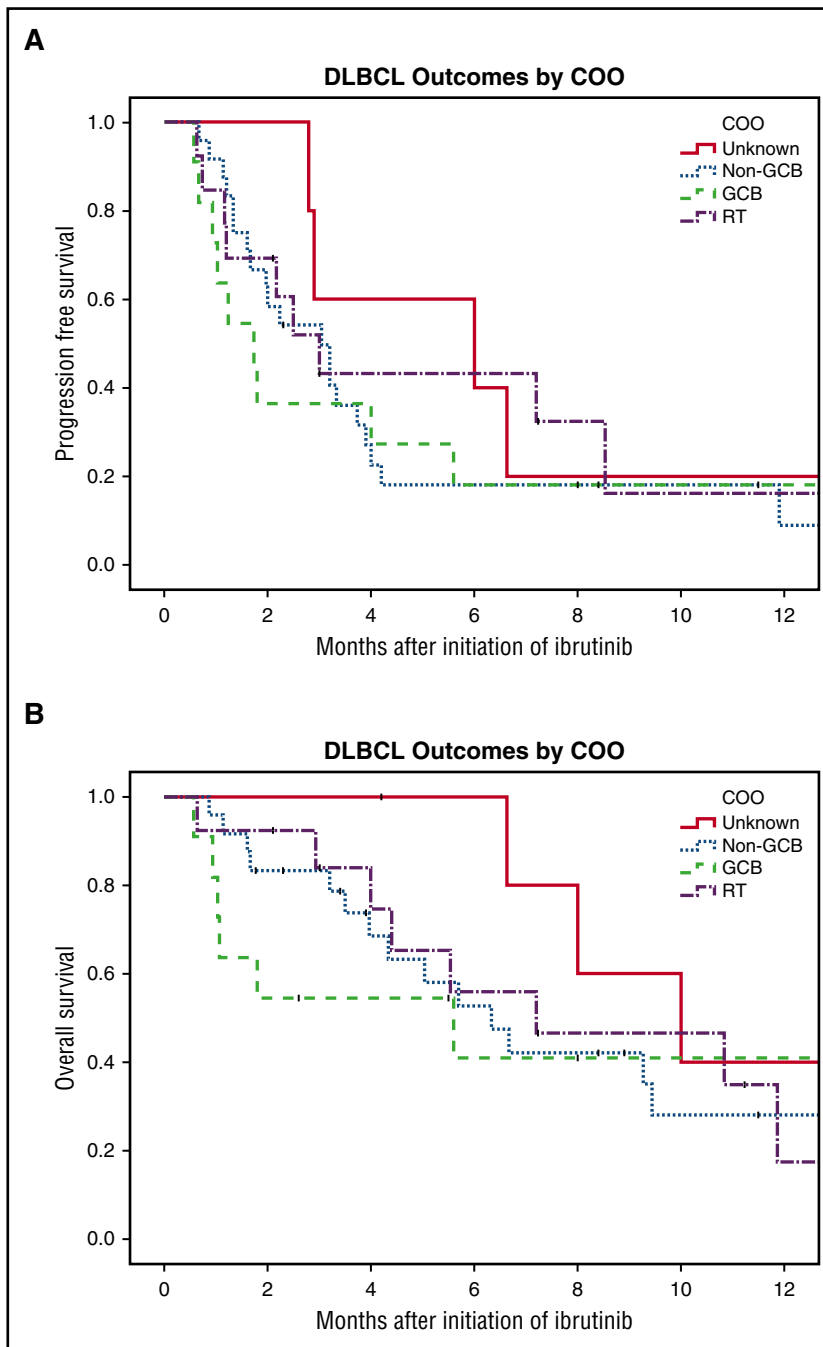 A
DLBCL Outcomes by COO
COO
Unknown
Non-GCB
GCB
RT
Progression free survival
1.0
0.8
0.6
0.4
0.2
0.0
0 2 4 6 8 10 12
Months after initiation of ibrutinib
B
DLBCL Outcomes by COO
COO
Unknown
Non-GCB
GCB
RT
Overall survival
1.0
0.8
0.6
0.4
0.2
0.0
0 2 4 6 8 10 12
Months after initiation of ibrutinib